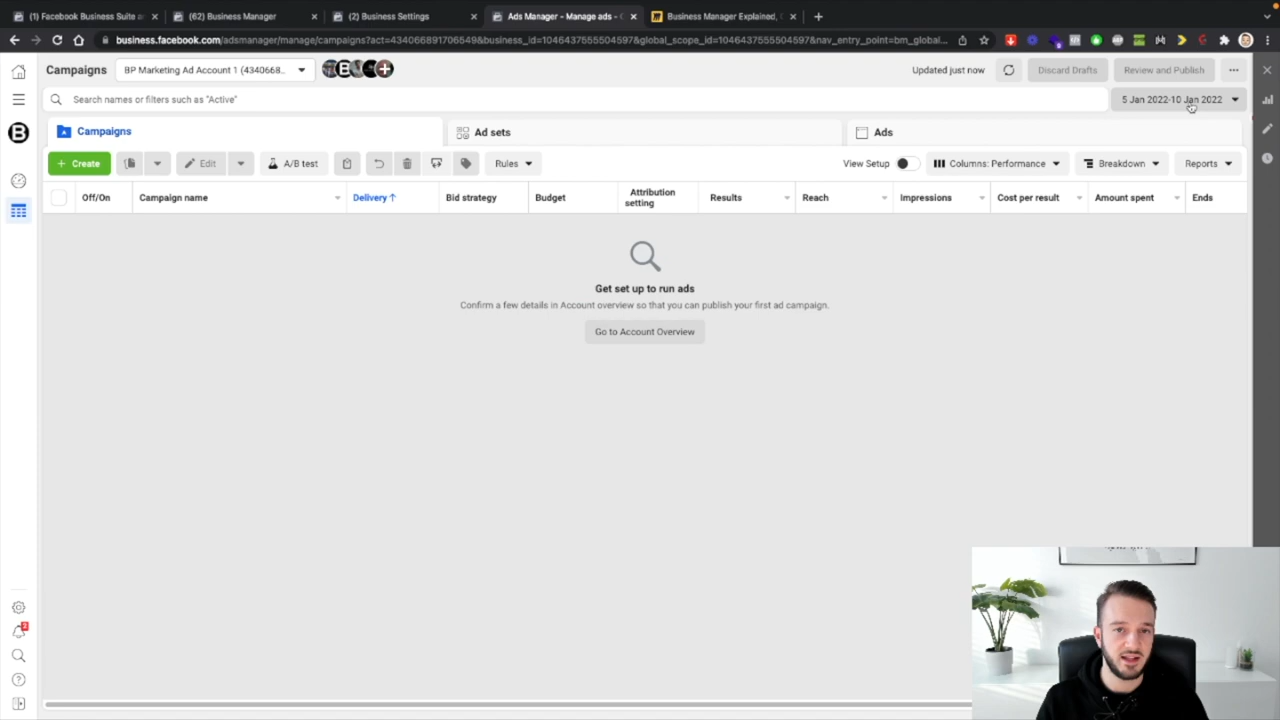 (1) Facebook Business Suite a
(62) Business Manager
(2) Business Settings
Ads Manager - Manage ads -
Business Manager Explained,
business.facebook.com/adsmanager/manage/campaigns?act=434066891706549&business_id=1046437555504597&global_scope_id=1046437555504597&nav_entry_point=bm_global...
Campaigns
BP Marketing Ad Account 1 (4340668...
B
Updated just now
Discard Drafts
Review and Publish
Search names or filters such as "Active"
5 Jan 2022-10 Jan 2022
B
Campaigns
Ad sets
Ads
+ Create
Edit
A/B test
Rules
View Setup
Columns: Performance
Breakdown
Reports
Off/On
Campaign name
Delivery ↑
Bid strategy
Budget
Attribution
setting
Results
Reach
Impressions
Cost per result
Amount spent
Ends
Get set up to run ads
Confirm a few details in Account overview so that you can publish your first ad campaign.
Go to Account Overview